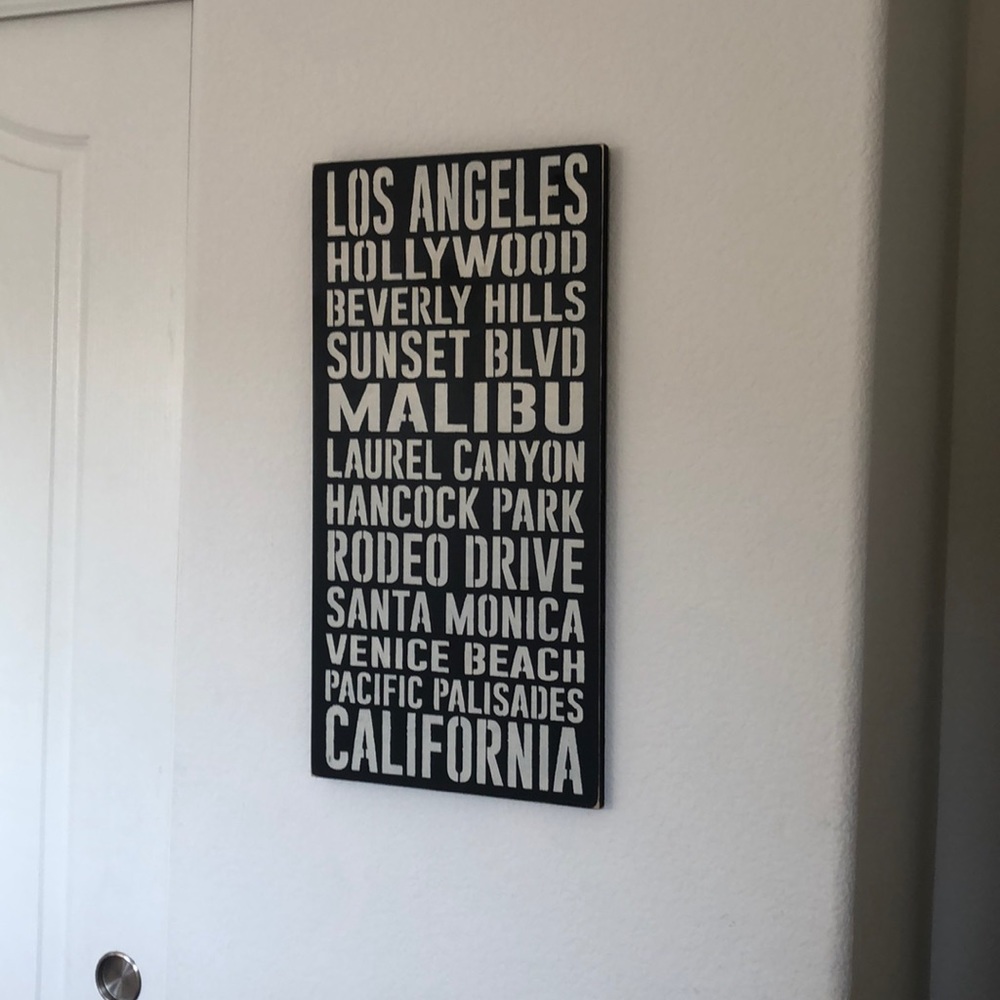 LOS ANGELES
HOLLYWOOD
BEVERLY HILLS
SUNSET BLVD
MALIBU
LAUREL CANYON
HANCOCK PARK
RODEO DRIVE
SANTA MONICA
VENICE BEACH
PACIFIC PALISADES
CALIFORNIA